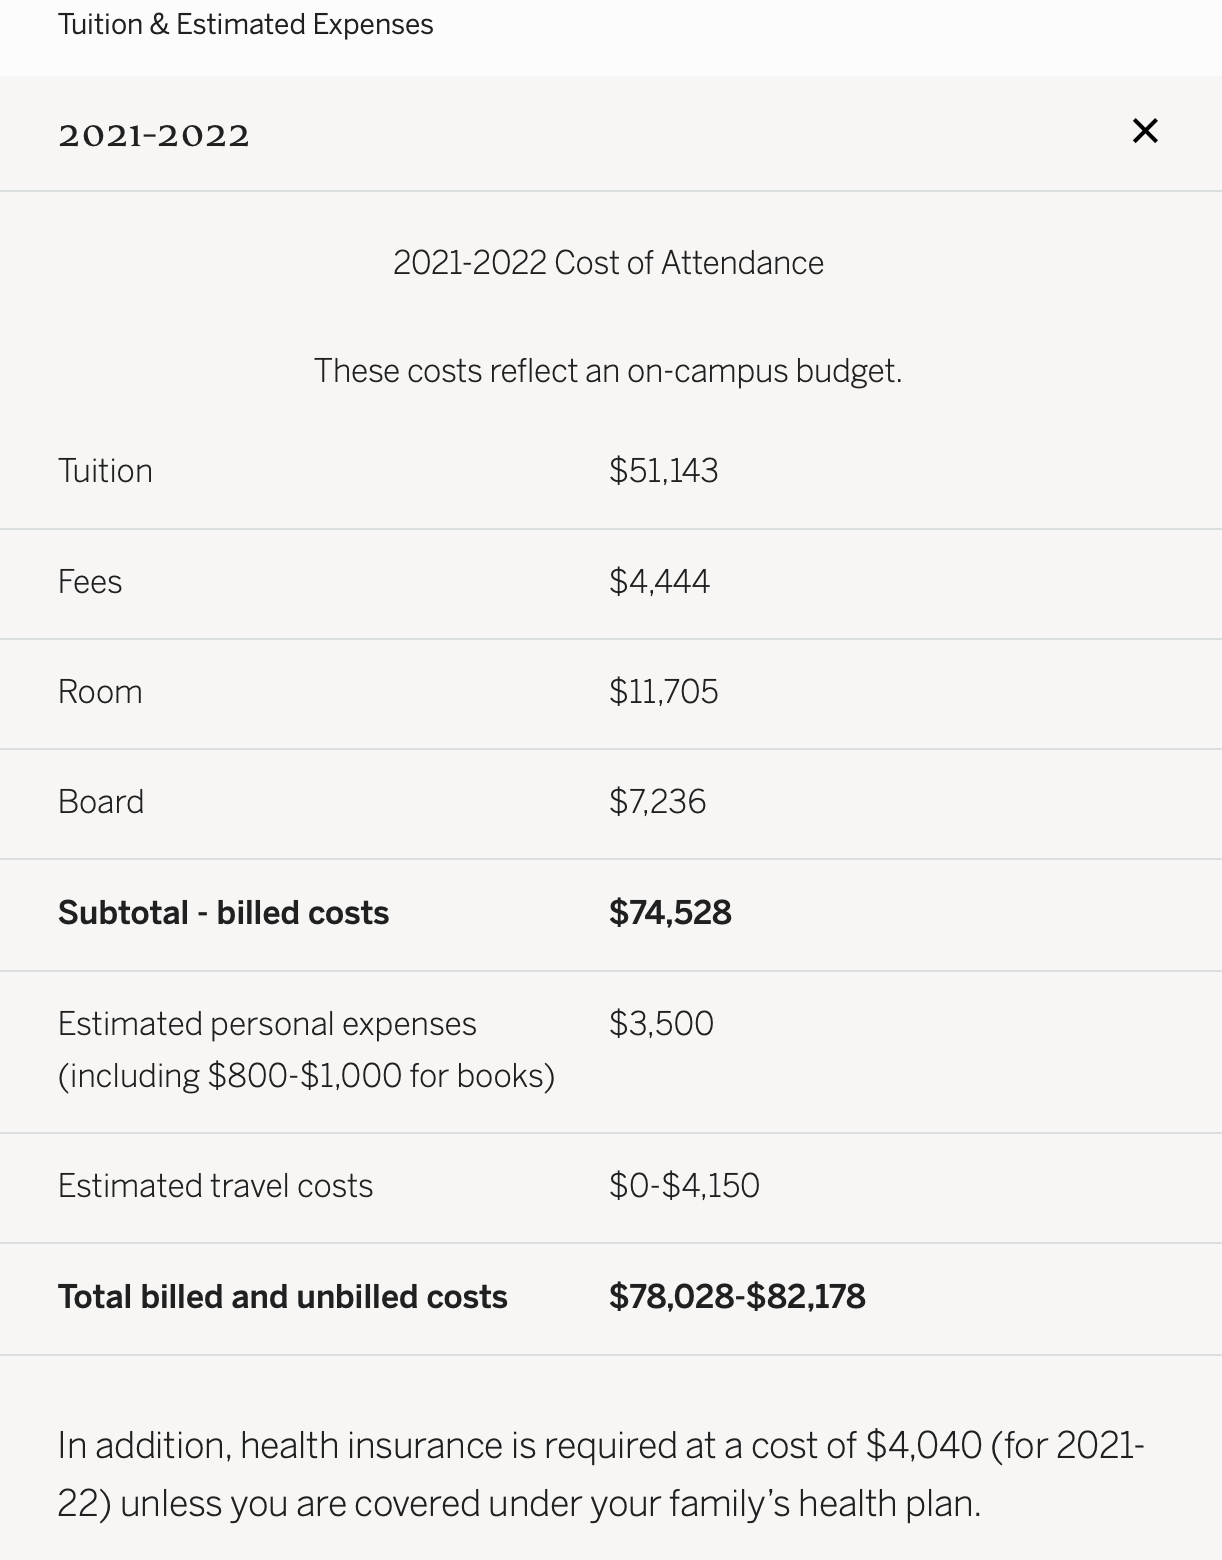 Tuition & Estimated Expenses
2021-2022
2021-2022 Cost of Attendance
These costs reflect an on-campus budget.
Tuition $51,143
Fees $4,444
Room $11,705
Board $7,236
Subtotal - billed costs $74,528
Estimated personal expenses $3,500
(including $800-$1,000 for books)
Estimated travel costs $0-$4,150
Total billed and unbilled costs $78,028-$82,178
In addition, health insurance is required at a cost of $4,040 (for 2021-
22) unless you are covered under your family’s health plan.